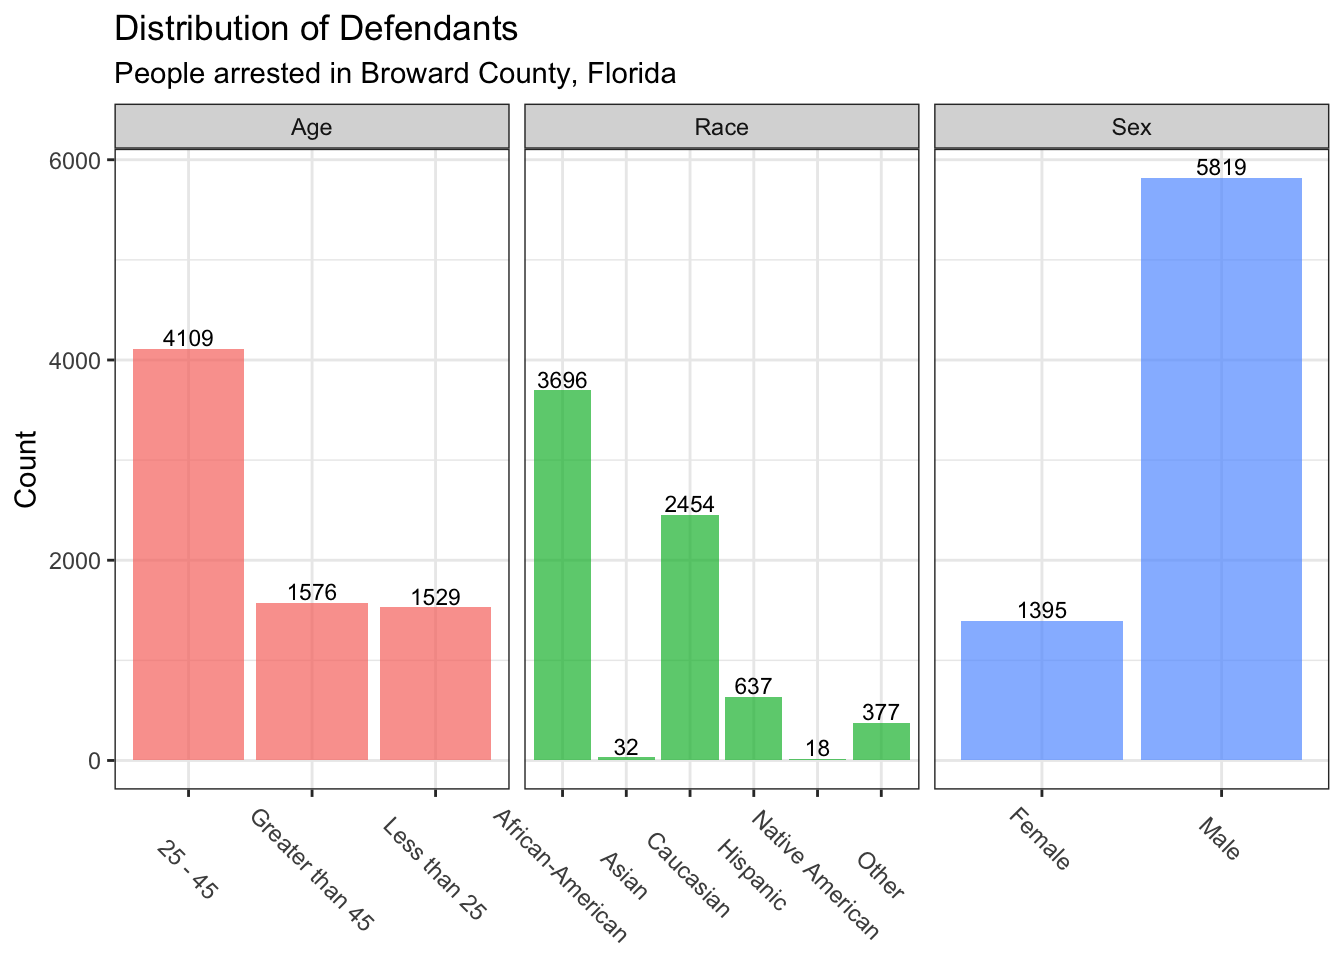 Distribution of Defendants
People arrested in Broward County, Florida
Age
Race
Sex
Count
6000
4000
2000
0
4109
1576
1529
3696
32
2454
637
18
377
1395
5819
25 - 45
Greater than 45
Less than 25
African-American
Asian
Caucasian
Hispanic
Native American
Other
Female
Male